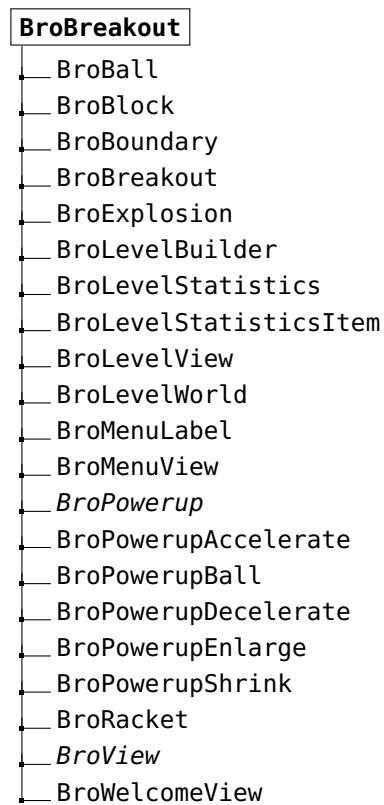 BroBreakout
BroBall
BroBlock
BroBoundary
BroBreakout
BroExplosion
BroLevelBuilder
BroLevelStatistics
BroLevelStatisticsItem
BroLevelView
BroLevelWorld
BroMenuLabel
BroMenuView
BroPowerup
BroPowerupAccelerate
BroPowerupBall
BroPowerupDecelerate
BroPowerupEnlarge
BroPowerupShrink
BroRacket
BroView
BroWelcomeView